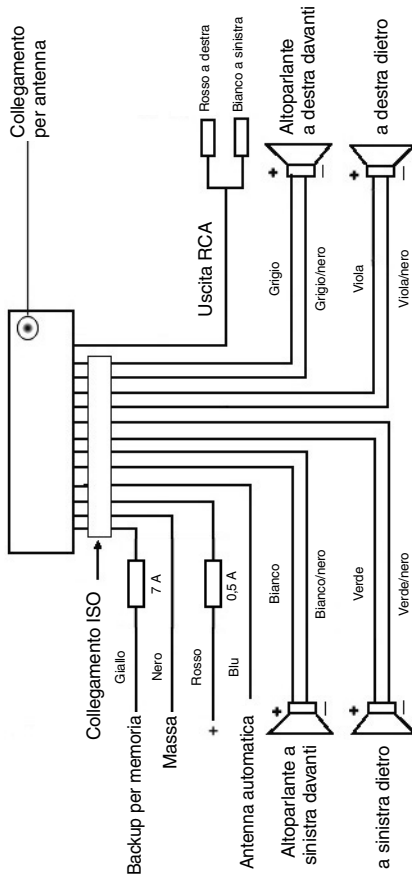 Collegamento
per antenna
Collegamento ISO
Uscita RCA
Rosso a destra
Bianco a sinistra
Giallo
7 A
Backup per memoria
Nero
Massa
Rosso
0,5 A
+
Blu
Antenna automatica
Bianco
Bianco/nero
+
–
Altoparlante a
sinistra davanti
Verde
Verde/nero
+
–
a sinistra dietro
Grigio
Grigio/nero
+
–
Altoparlante
a destra davanti
Viola
Viola/nero
+
–
a destra dietro